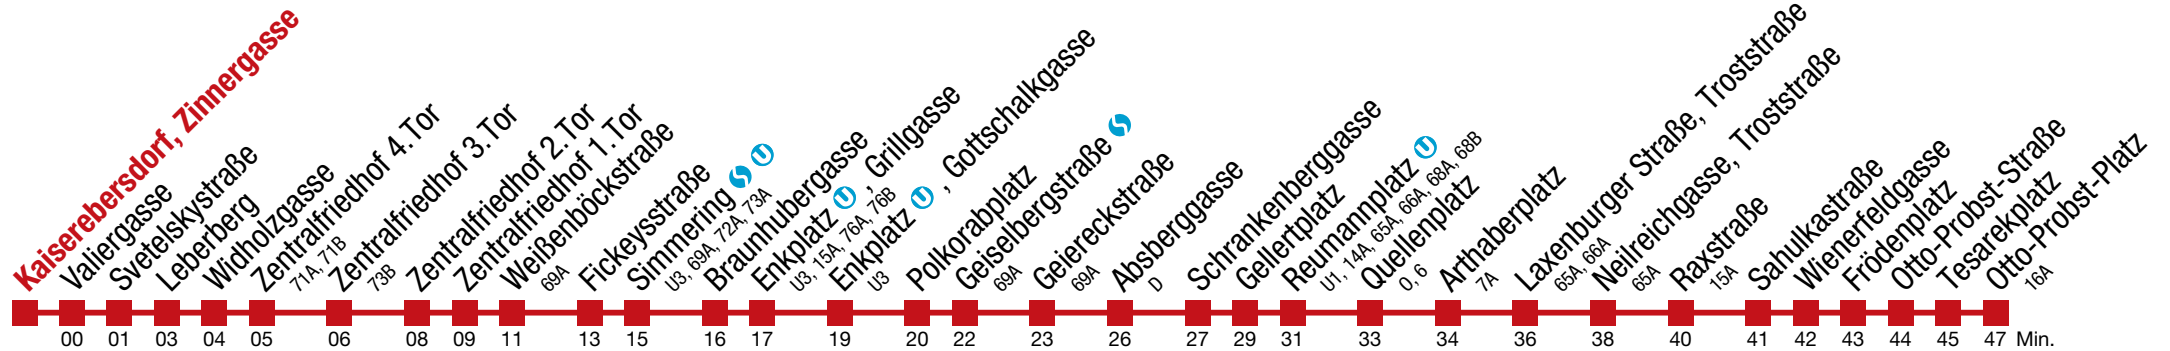 Kaiserebersdorf, Zinnergasse
Valiergasse
Svetelskystraße
Leberberg
Widholzgasse
Zentralfriedhof 4.Tor
71A, 71B
Zentralfriedhof 3.Tor
73B
Zentralfriedhof 2.Tor
Zentralfriedhof 1.Tor
Weißenböckstraße
69A
Fickeysstraße
Simmering S U
U3, 69A, 72A, 73A
Braunhubergasse
Enkplatz U , Grillgasse
U3, 15A, 76A, 76B
Enkplatz U , Gottschalkgasse
U3
Polkorabplatz
Geiselbergstraße S
69A
Geiereckstraße
69A
Absberggasse
D
Schrankenberggasse
Gellertplatz
Reumannplatz U
U1, 14A, 65A, 66A, 68A, 68B
Quellenplatz
O, 6
Arthaberplatz
7A
Laxenburger Straße, Troststraße
65A, 66A
Neilreichgasse, Troststraße
65A
Raxstraße
15A
Sahulkastraße
Wienerfeldgasse
Frödenplatz
Otto-Probst-Straße
Tesarekplatz
Otto-Probst-Platz
16A
00 01 03 04 05 06 08 09 11 13 15 16 17 19 20 22 23 26 27 29 31 33 34 36 38 40 41 42 43 44 45 47 Min.